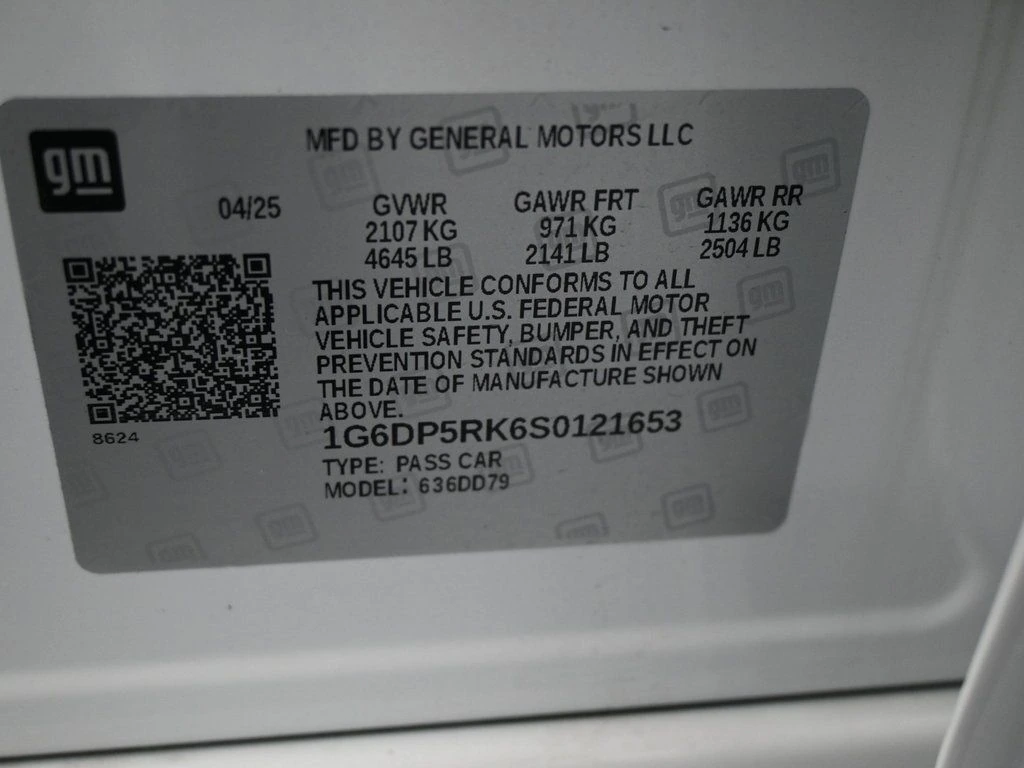 gm
MFD BY GENERAL MOTORS LLC
04/25
GVWR GAWR FRT GAWR RR
2107 KG 971 KG 1136 KG
4645 LB 2141 LB 2504 LB
THIS VEHICLE CONFORMS TO ALL
APPLICABLE U.S. FEDERAL MOTOR
VEHICLE SAFETY, BUMPER, AND THEFT
PREVENTION STANDARDS IN EFFECT ON
THE DATE OF MANUFACTURE SHOWN
ABOVE.
8624
1G6DP5RK6S0121653
TYPE: PASS CAR
MODEL: 636DD79